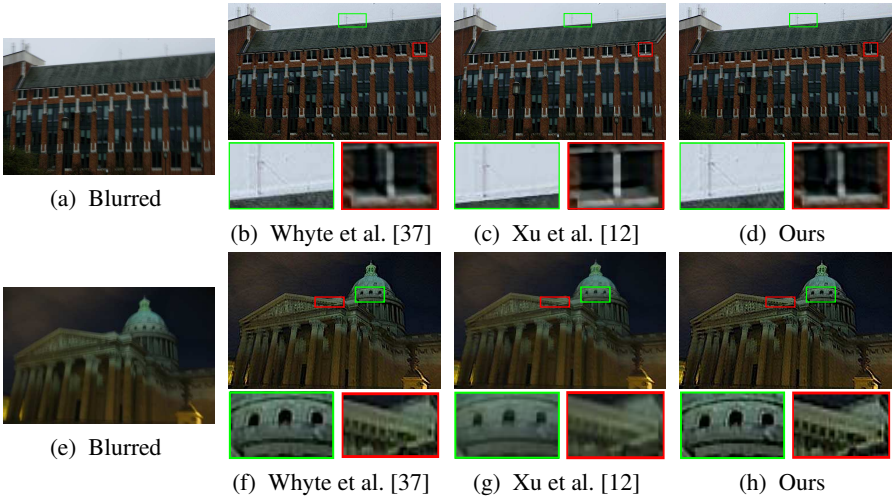 (a) Blurred
(b) Whyte et al. [37]
(c) Xu et al. [12]
(d) Ours
(e) Blurred
(f) Whyte et al. [37]
(g) Xu et al. [12]
(h) Ours